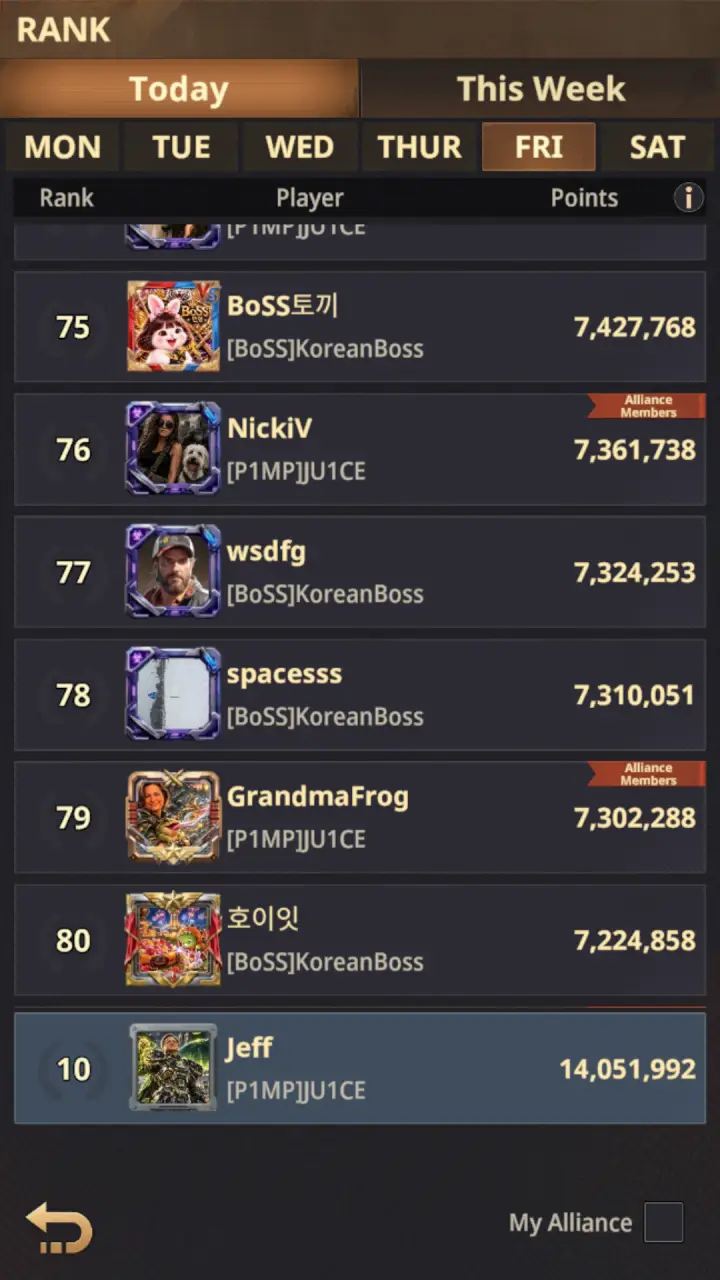 RANK
Today
This Week
MON
TUE
WED
THUR
FRI
SAT
Rank
Player
Points
[P1MP]JU1CE
75
BoSS토끼
[BoSS]KoreanBoss
7,427,768
Alliance
Members
76
NickiV
[P1MP]JU1CE
7,361,738
77
wsdfg
[BoSS]KoreanBoss
7,324,253
78
spacesss
[BoSS]KoreanBoss
7,310,051
Alliance
Members
79
GrandmaFrog
[P1MP]JU1CE
7,302,288
80
호이잇
[BoSS]KoreanBoss
7,224,858
10
Jeff
[P1MP]JU1CE
14,051,992
My Alliance